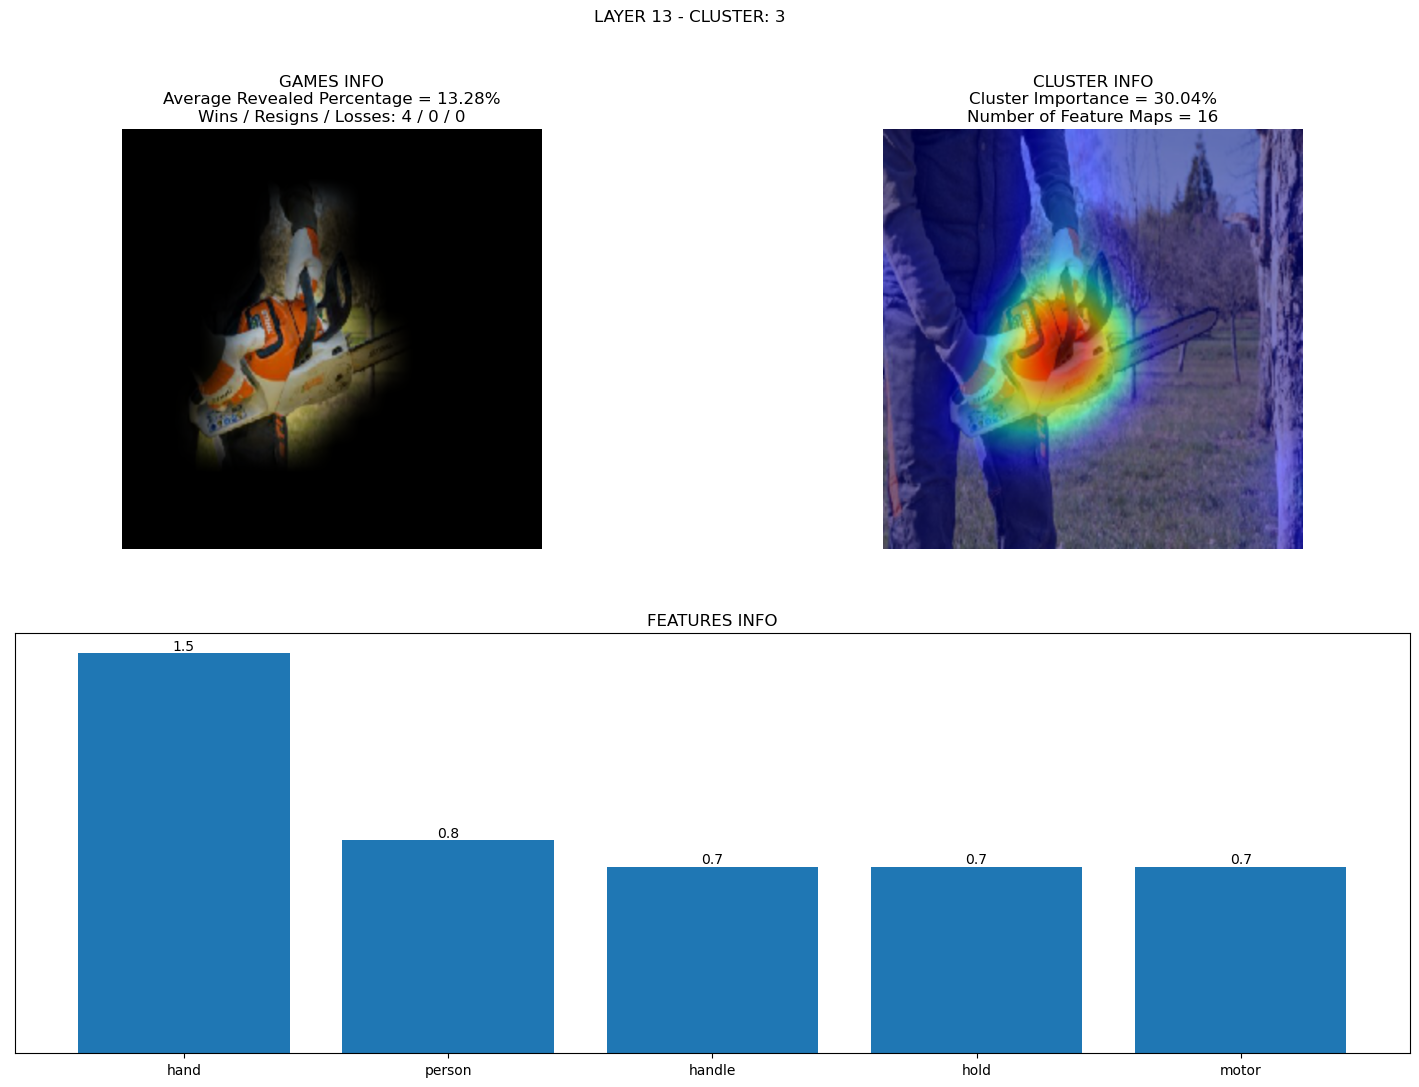 LAYER 13 - CLUSTER: 3
GAMES INFO
Average Revealed Percentage = 13.28%
Wins / Resigns / Losses: 4 / 0 / 0
CLUSTER INFO
Cluster Importance = 30.04%
Number of Feature Maps = 16
FEATURES INFO
1.5
0.8
0.7
0.7
0.7
hand
person
handle
hold
motor